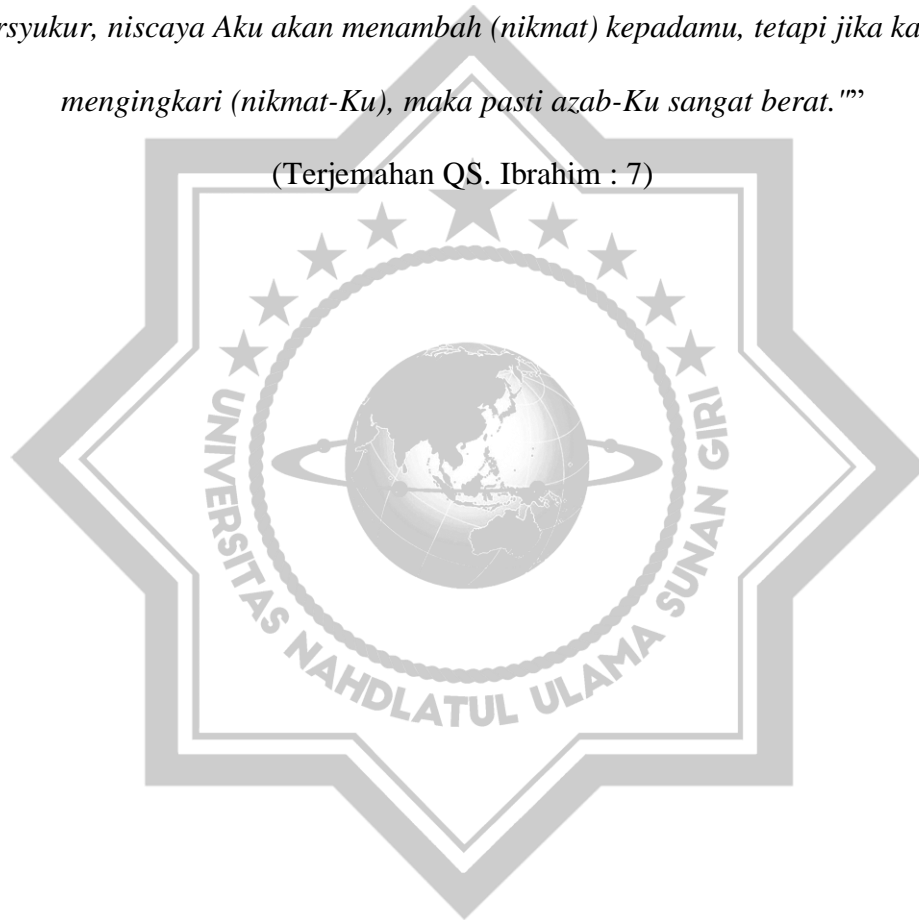 rsyukur, niscaya Aku akan menambah (nikmat) kepadamu, tetapi jika ka
mengingkari (nikmat-Ku), maka pasti azab-Ku sangat berat."”
(Terjemahan QS. Ibrahim : 7)
UNIVERSITAS NAHDLATUL ULAMA SUNAN GIRI